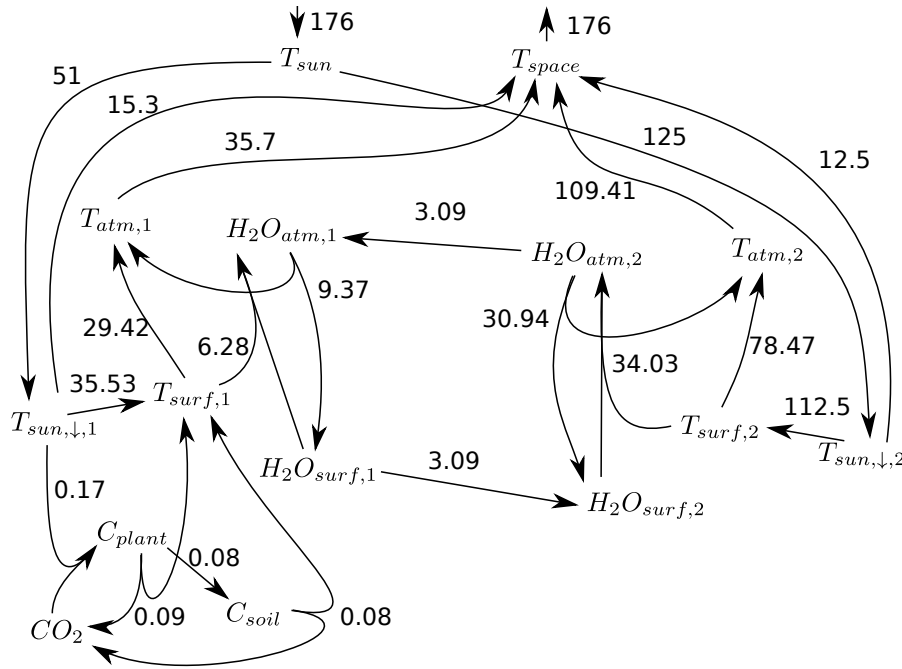 176
176
T_sun
T_space
51
15.3
125
12.5
35.7
109.41
T_atm,1
H_2O_atm,1
3.09
H_2O_atm,2
T_atm,2
9.37
30.94
29.42
6.28
34.03
78.47
35.53
T_surf,1
112.5
T_sun,↓,1
T_surf,2
T_sun,↓,2
H_2O_surf,1
3.09
H_2O_surf,2
0.17
C_plant
0.08
CO_2
0.09
C_soil
0.08